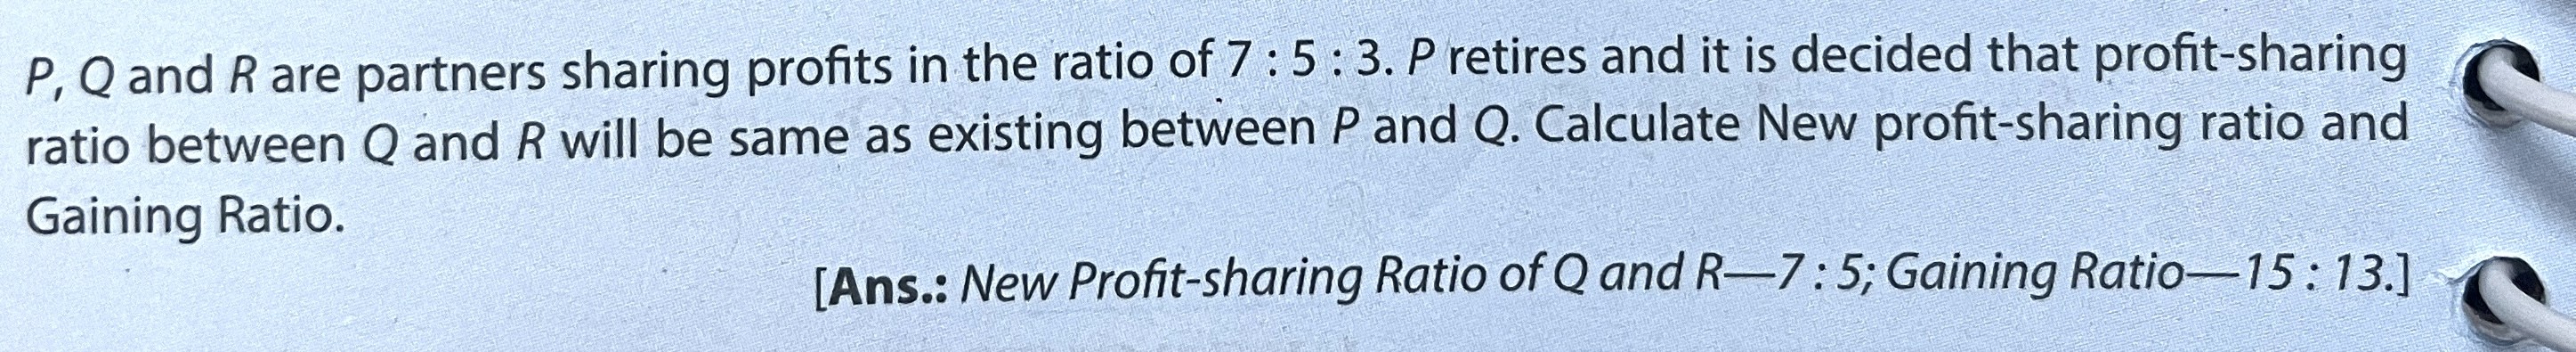 P, Q and R are partners sharing profits in the ratio of 7 : 5 : 3. P retires and it is decided that profit-sharing
ratio between Q and R will be same as existing between P and Q. Calculate New profit-sharing ratio and
Gaining Ratio.
[Ans.: New Profit-sharing Ratio of Q and R—7 : 5; Gaining Ratio—15 : 13.]